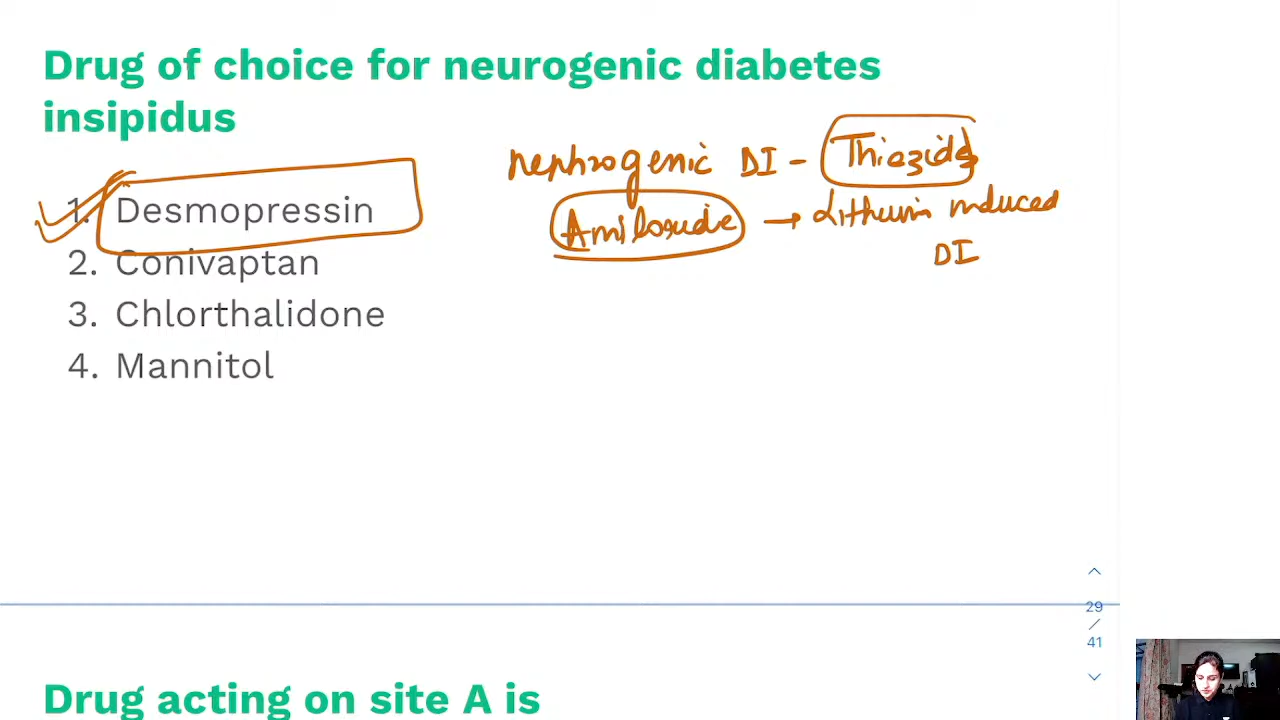 Drug of choice for neurogenic diabetes
insipidus
nephrogenic DI - Thiazide
1. Desmopressin
Amiloride → Lithium induced
DI
2. Conivaptan
3. Chlorthalidone
4. Mannitol
29
/
41
Drug acting on site A is